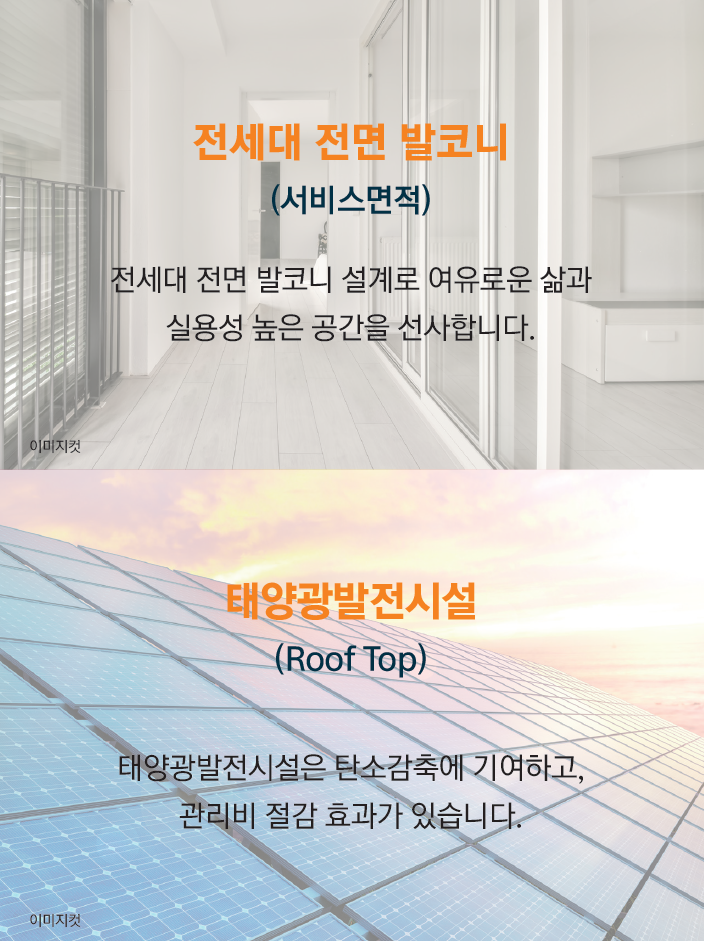 전세대 전면 발코니
(서비스면적)
전세대 전면 발코니 설계로 여유로운 삶과
실용성 높은 공간을 선사합니다.
이미지컷
태양광발전시설
(Roof Top)
태양광발전시설은 탄소감축에 기여하고,
관리비 절감 효과가 있습니다.
이미지컷